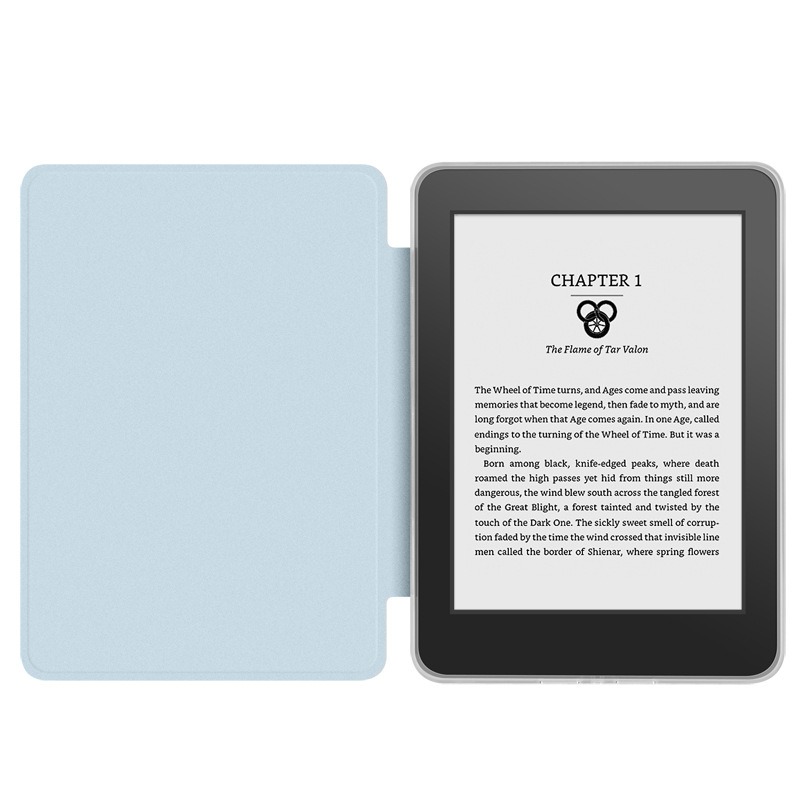 CHAPTER 1
The Flame of Tar Valon
The Wheel of Time turns, and Ages come and pass leaving
memories that become legend, then fade to myth, and are
long forgot when that Age comes again. In one Age, called
endings to the turning of the Wheel of Time. But it was a
beginning.
Born among black, knife-edged peaks, where death
roamed the high passes yet hid from things still more
dangerous, the wind blew south across the tangled forest
of the Great Blight, a forest tainted and twisted by the
touch of the Dark One. The sickly sweet smell of corrup-
tion faded by the time the wind crossed that invisible line
men called the border of Shienar, where spring flowers